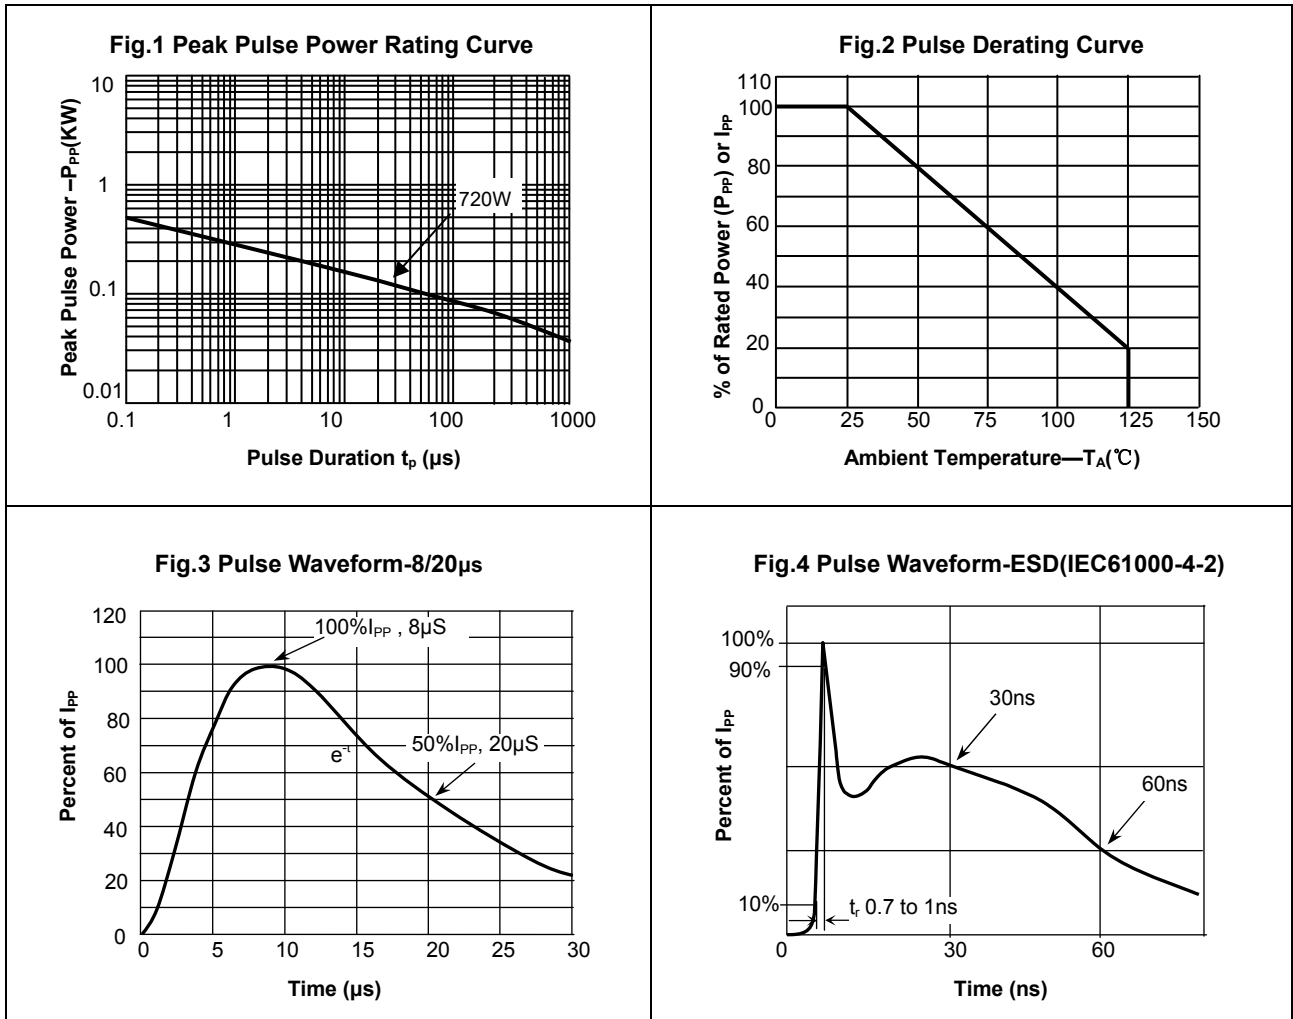 Fig.1 Peak Pulse Power Rating Curve
Peak Pulse Power –PPP(KW)
10
1
0.1
0.01
720W
0.1 1 10 100 1000
Pulse Duration tp (µs)
Fig.2 Pulse Derating Curve
% of Rated Power (PPP) or IPP
110
100
80
60
40
20
0
0 25 50 75 100 125 150
Ambient Temperature—TA(℃)
Fig.3 Pulse Waveform-8/20µs
Percent of IPP
120
100
80
60
40
20
0
100%IPP , 8µS
e-t
50%IPP, 20µS
0 5 10 15 20 25 30
Time (µs)
Fig.4 Pulse Waveform-ESD(IEC61000-4-2)
Percent of IPP
100%
90%
10%
30ns
60ns
tr 0.7 to 1ns
0 30 60
Time (ns)